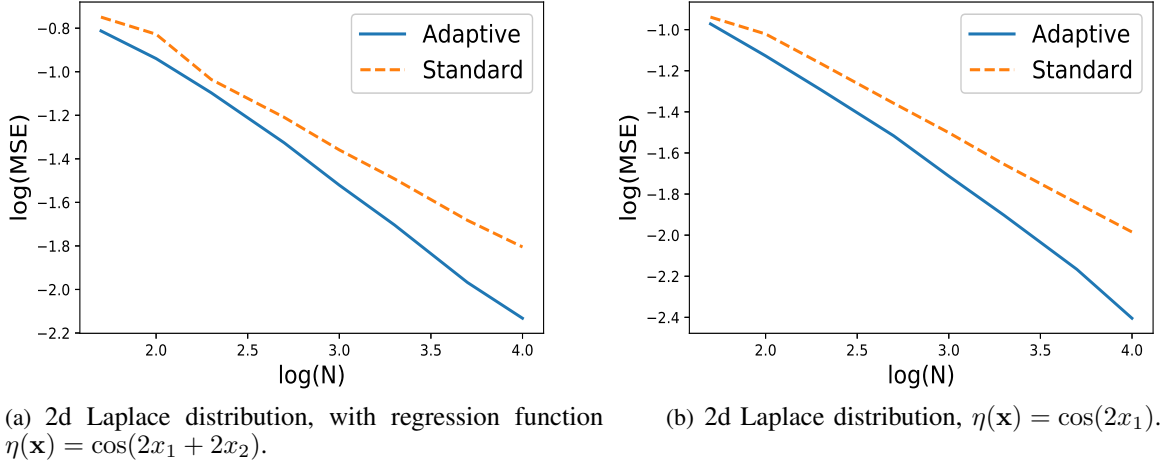 −0.8
−1.0
−1.2
−1.4
−1.6
−1.8
−2.0
−2.2
log(MSE)
2.0
2.5
3.0
3.5
4.0
log(N)
Adaptive
Standard
−1.0
−1.2
−1.4
−1.6
−1.8
−2.0
−2.2
−2.4
log(MSE)
2.0
2.5
3.0
3.5
4.0
log(N)
Adaptive
Standard
(a) 2d Laplace distribution, with regression function
η(𝐱) = cos(2x₁ + 2x₂).
(b) 2d Laplace distribution, η(𝐱) = cos(2x₁).